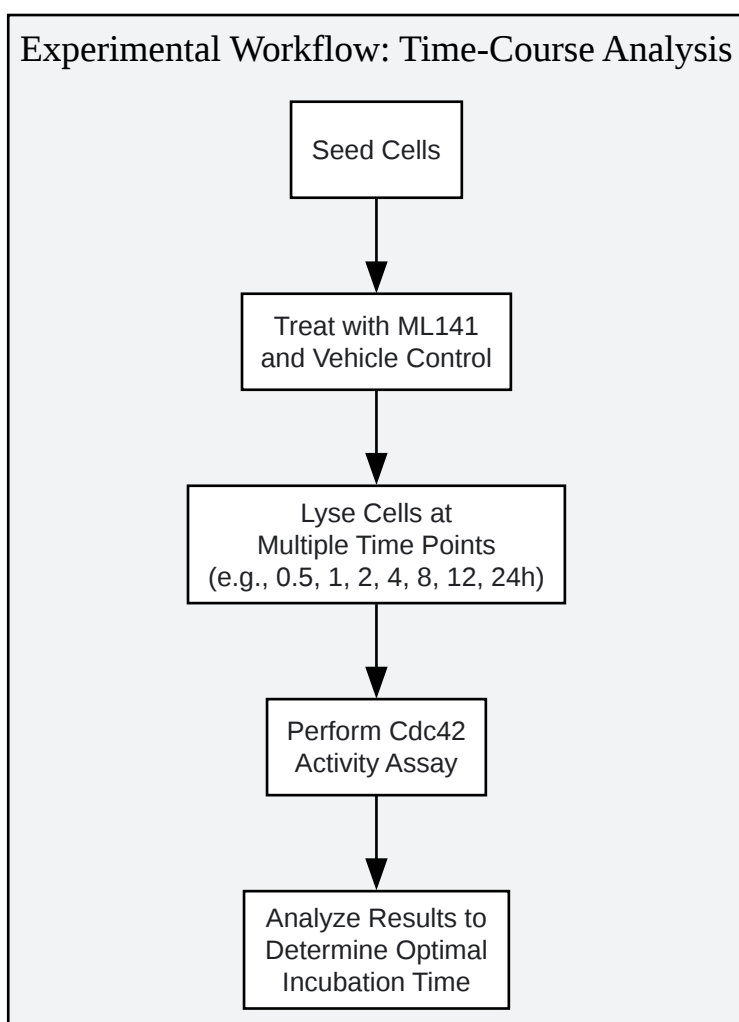 Experimental Workflow: Time-Course Analysis
Seed Cells
Treat with ML141
and Vehicle Control
Lyse Cells at
Multiple Time Points
(e.g., 0.5, 1, 2, 4, 8, 12, 24h)
Perform Cdc42
Activity Assay
Analyze Results to
Determine Optimal
Incubation Time